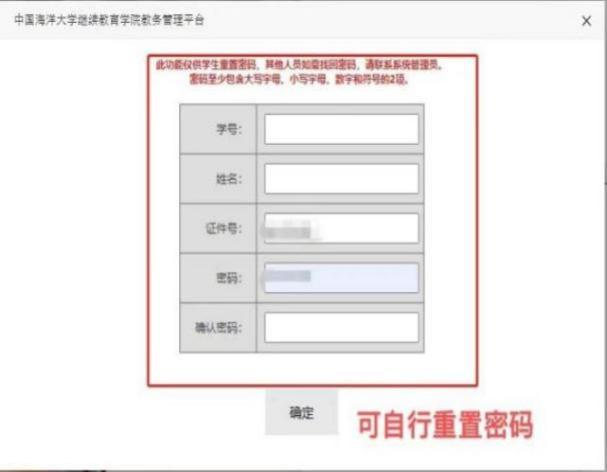 中国海洋大学继续教育学院教务管理平台
此功能仅供学生重置密码，其他人员如需找回密码，请联系系统管理员。
密码至少包含大写字母、小写字母、数字和符号的2项。
学号：
姓名：
证件号：
密码：
确认密码：
确定
可自行重置密码